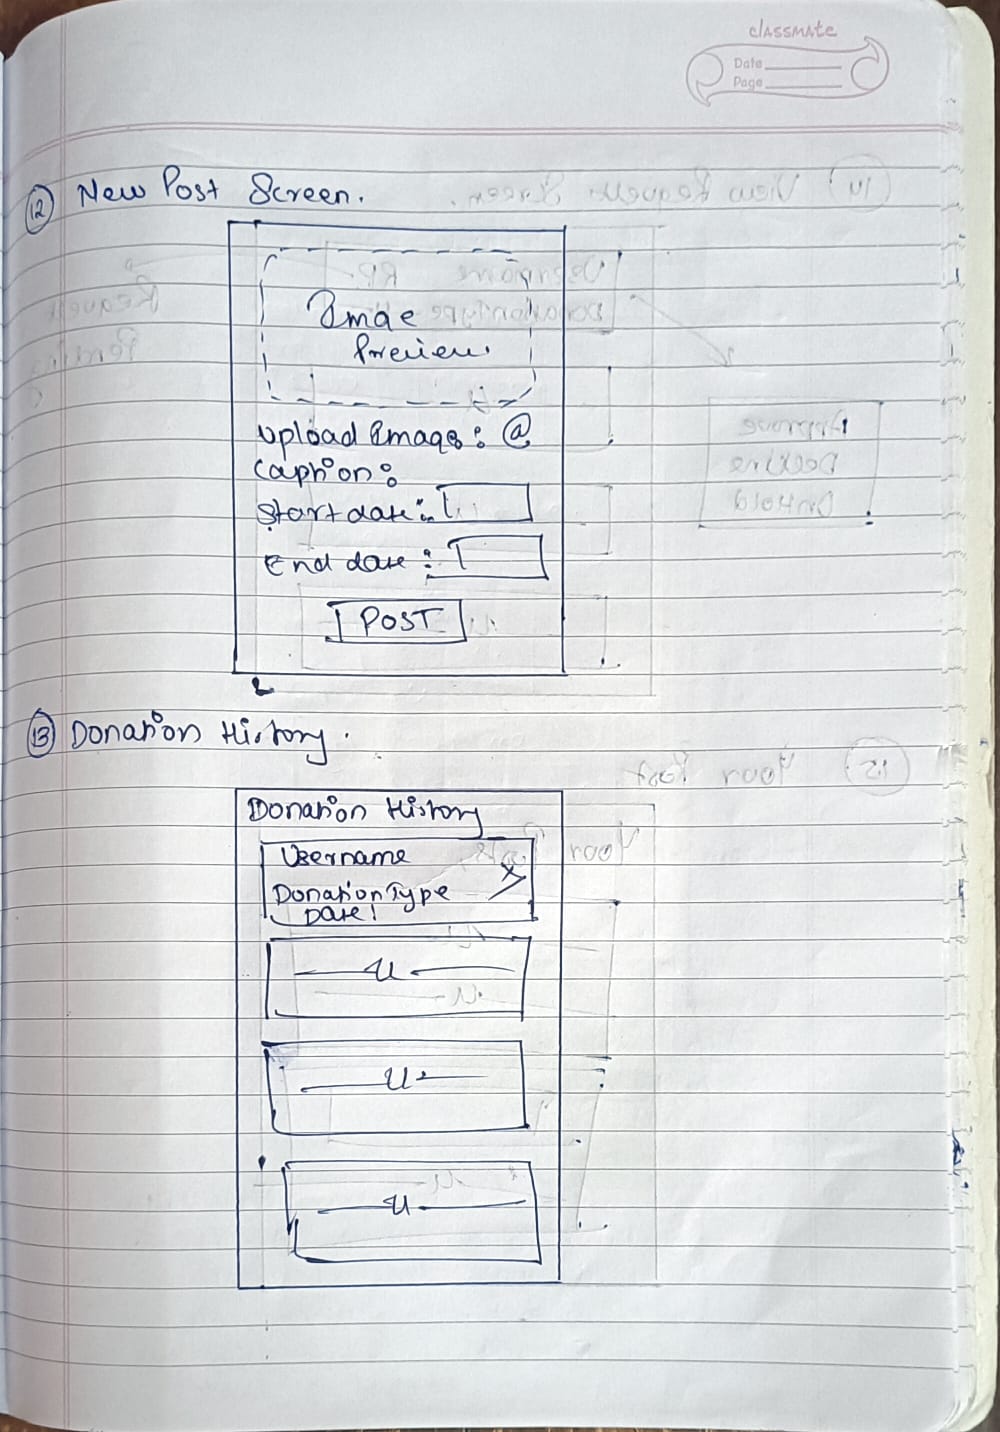 classmate
Date
Page
12 New Post Screen.
Imae
Preview
Upload Image: @
Caption:
Start date:
End date:
POST
13 Donation History.
Donation History
Username
Donation Type >
Date:
— 〃 —
— 〃 —
— 〃 —